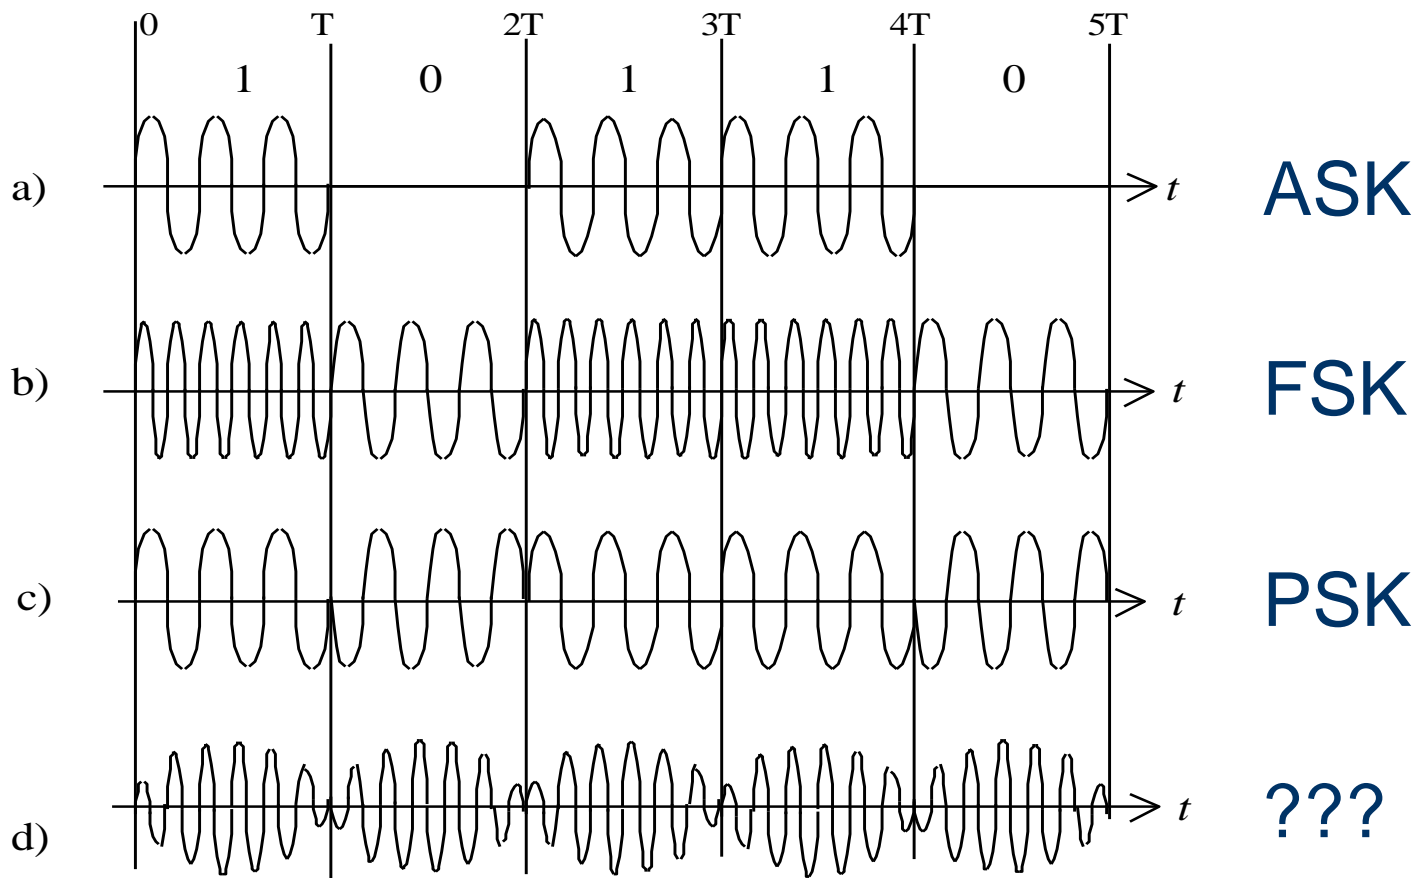 0 T 2T 3T 4T 5T
1 0 1 1 0
a) t ASK
b) t FSK
c) t PSK
d) t ???